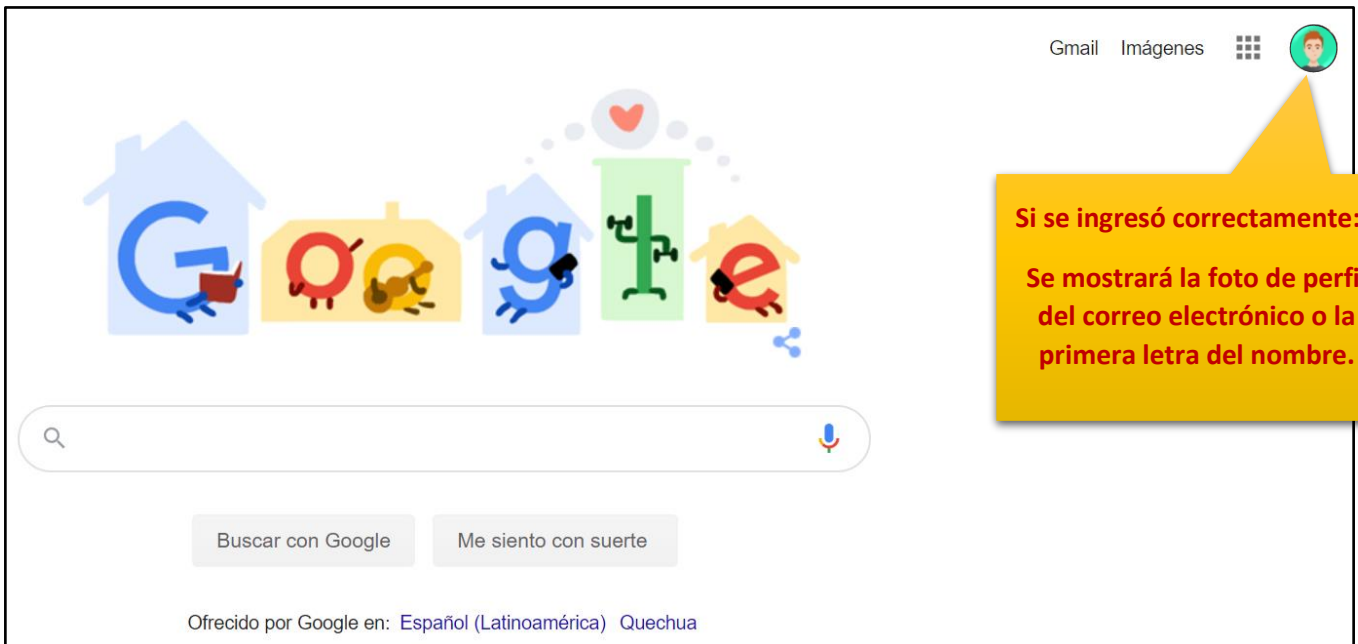 Gmail Imágenes
Google
Si se ingresó correctamente:
Se mostrará la foto de perfi
del correo electrónico o la
primera letra del nombre.
Buscar con Google Me siento con suerte
Ofrecido por Google en: Español (Latinoamérica) Quechua